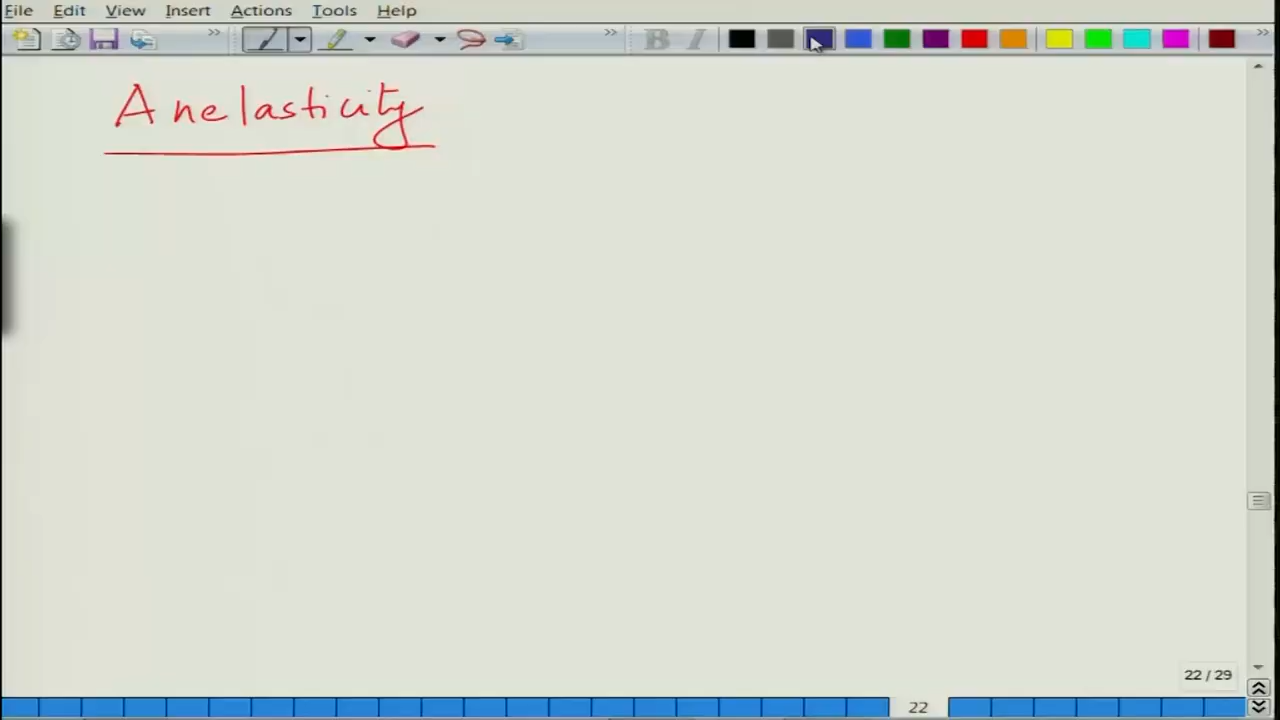 File Edit View Insert Actions Tools Help
B I
Anelasticity
22 / 29
22